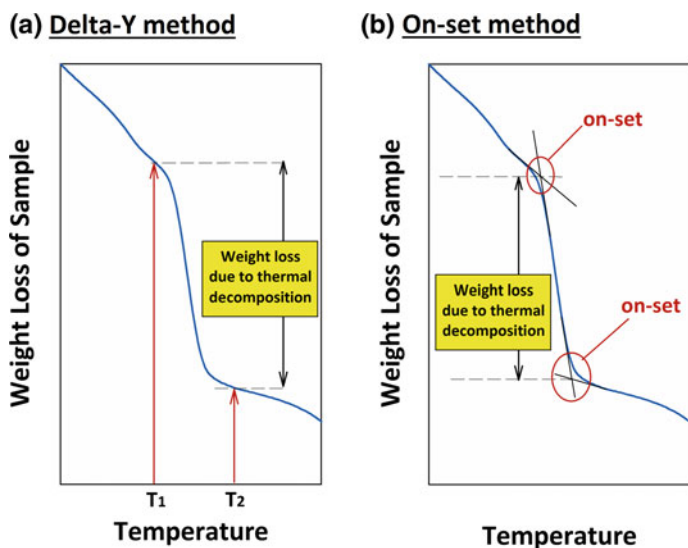 (a) Delta-Y method
Weight Loss of Sample
Weight loss
due to thermal
decomposition
T1
T2
Temperature
(b) On-set method
Weight Loss of Sample
on-set
Weight loss
due to thermal
decomposition
on-set
Temperature